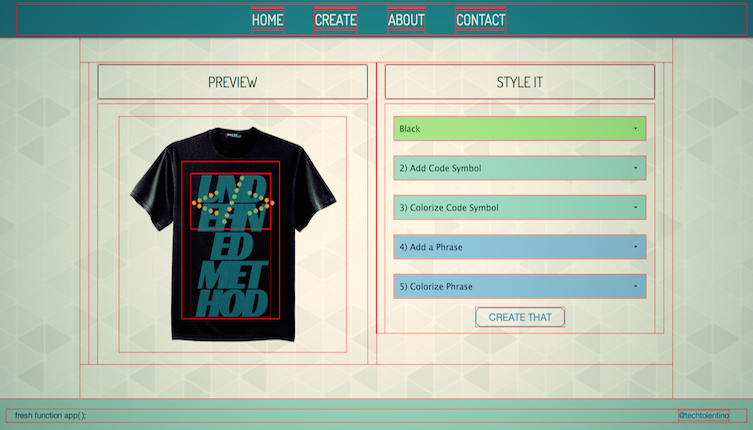 HOME CREATE ABOUT CONTACT
PREVIEW
STYLE IT
UND
EFIN
ED
MET
HOD
Black
2) Add Code Symbol
3) Colorize Code Symbol
4) Add a Phrase
5) Colorize Phrase
CREATE THAT
fresh function app( );
@techtolentino